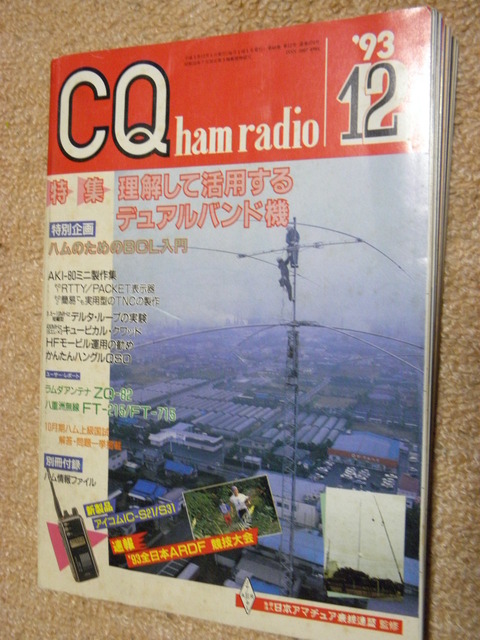 CQ ham radio
'93
12
特集 理解して活用する
デュアルバンド機
特別企画
ハムのためのBCL入門
AKI-80ミニ製作集
RTTY/PACKET表示器
簡易で実用型のTNCの製作
デルタ・ループの実験
キュービカル・クワッド
HFモービル運用の勧め
かんたんハングルQSO
ユーザー・レポート
ラムダアンテナ ZQ-82
八重洲無線 FT-215/FT-715
10月期ハム上級国試
解答・問題一挙掲載
別冊付録
ハム情報ファイル
新製品
アイコムIC-S21/S31
速報
'93全日本ARDF競技大会
日本アマチュア無線連盟 監修